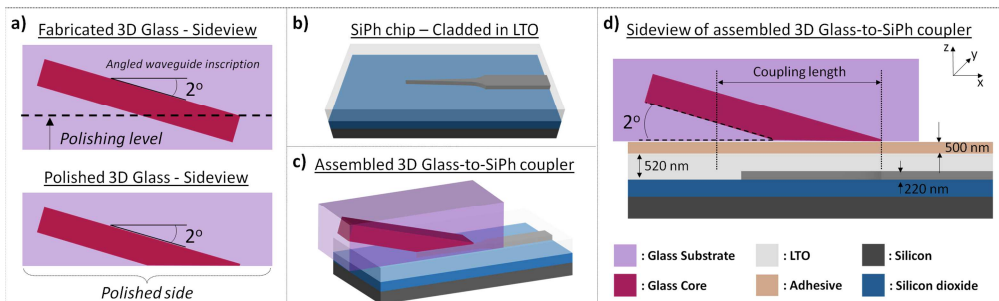 a)
Fabricated 3D Glass - Sideview
Angled waveguide inscription
2°
Polishing level
Polished 3D Glass - Sideview
2°
Polished side
b)
SiPh chip – Cladded in LTO
c)
Assembled 3D Glass-to-SiPh coupler
d)
Sideview of assembled 3D Glass-to-SiPh coupler
z
y
x
Coupling length
2°
500 nm
520 nm
220 nm
: Glass Substrate
: LTO
: Silicon
: Glass Core
: Adhesive
: Silicon dioxide